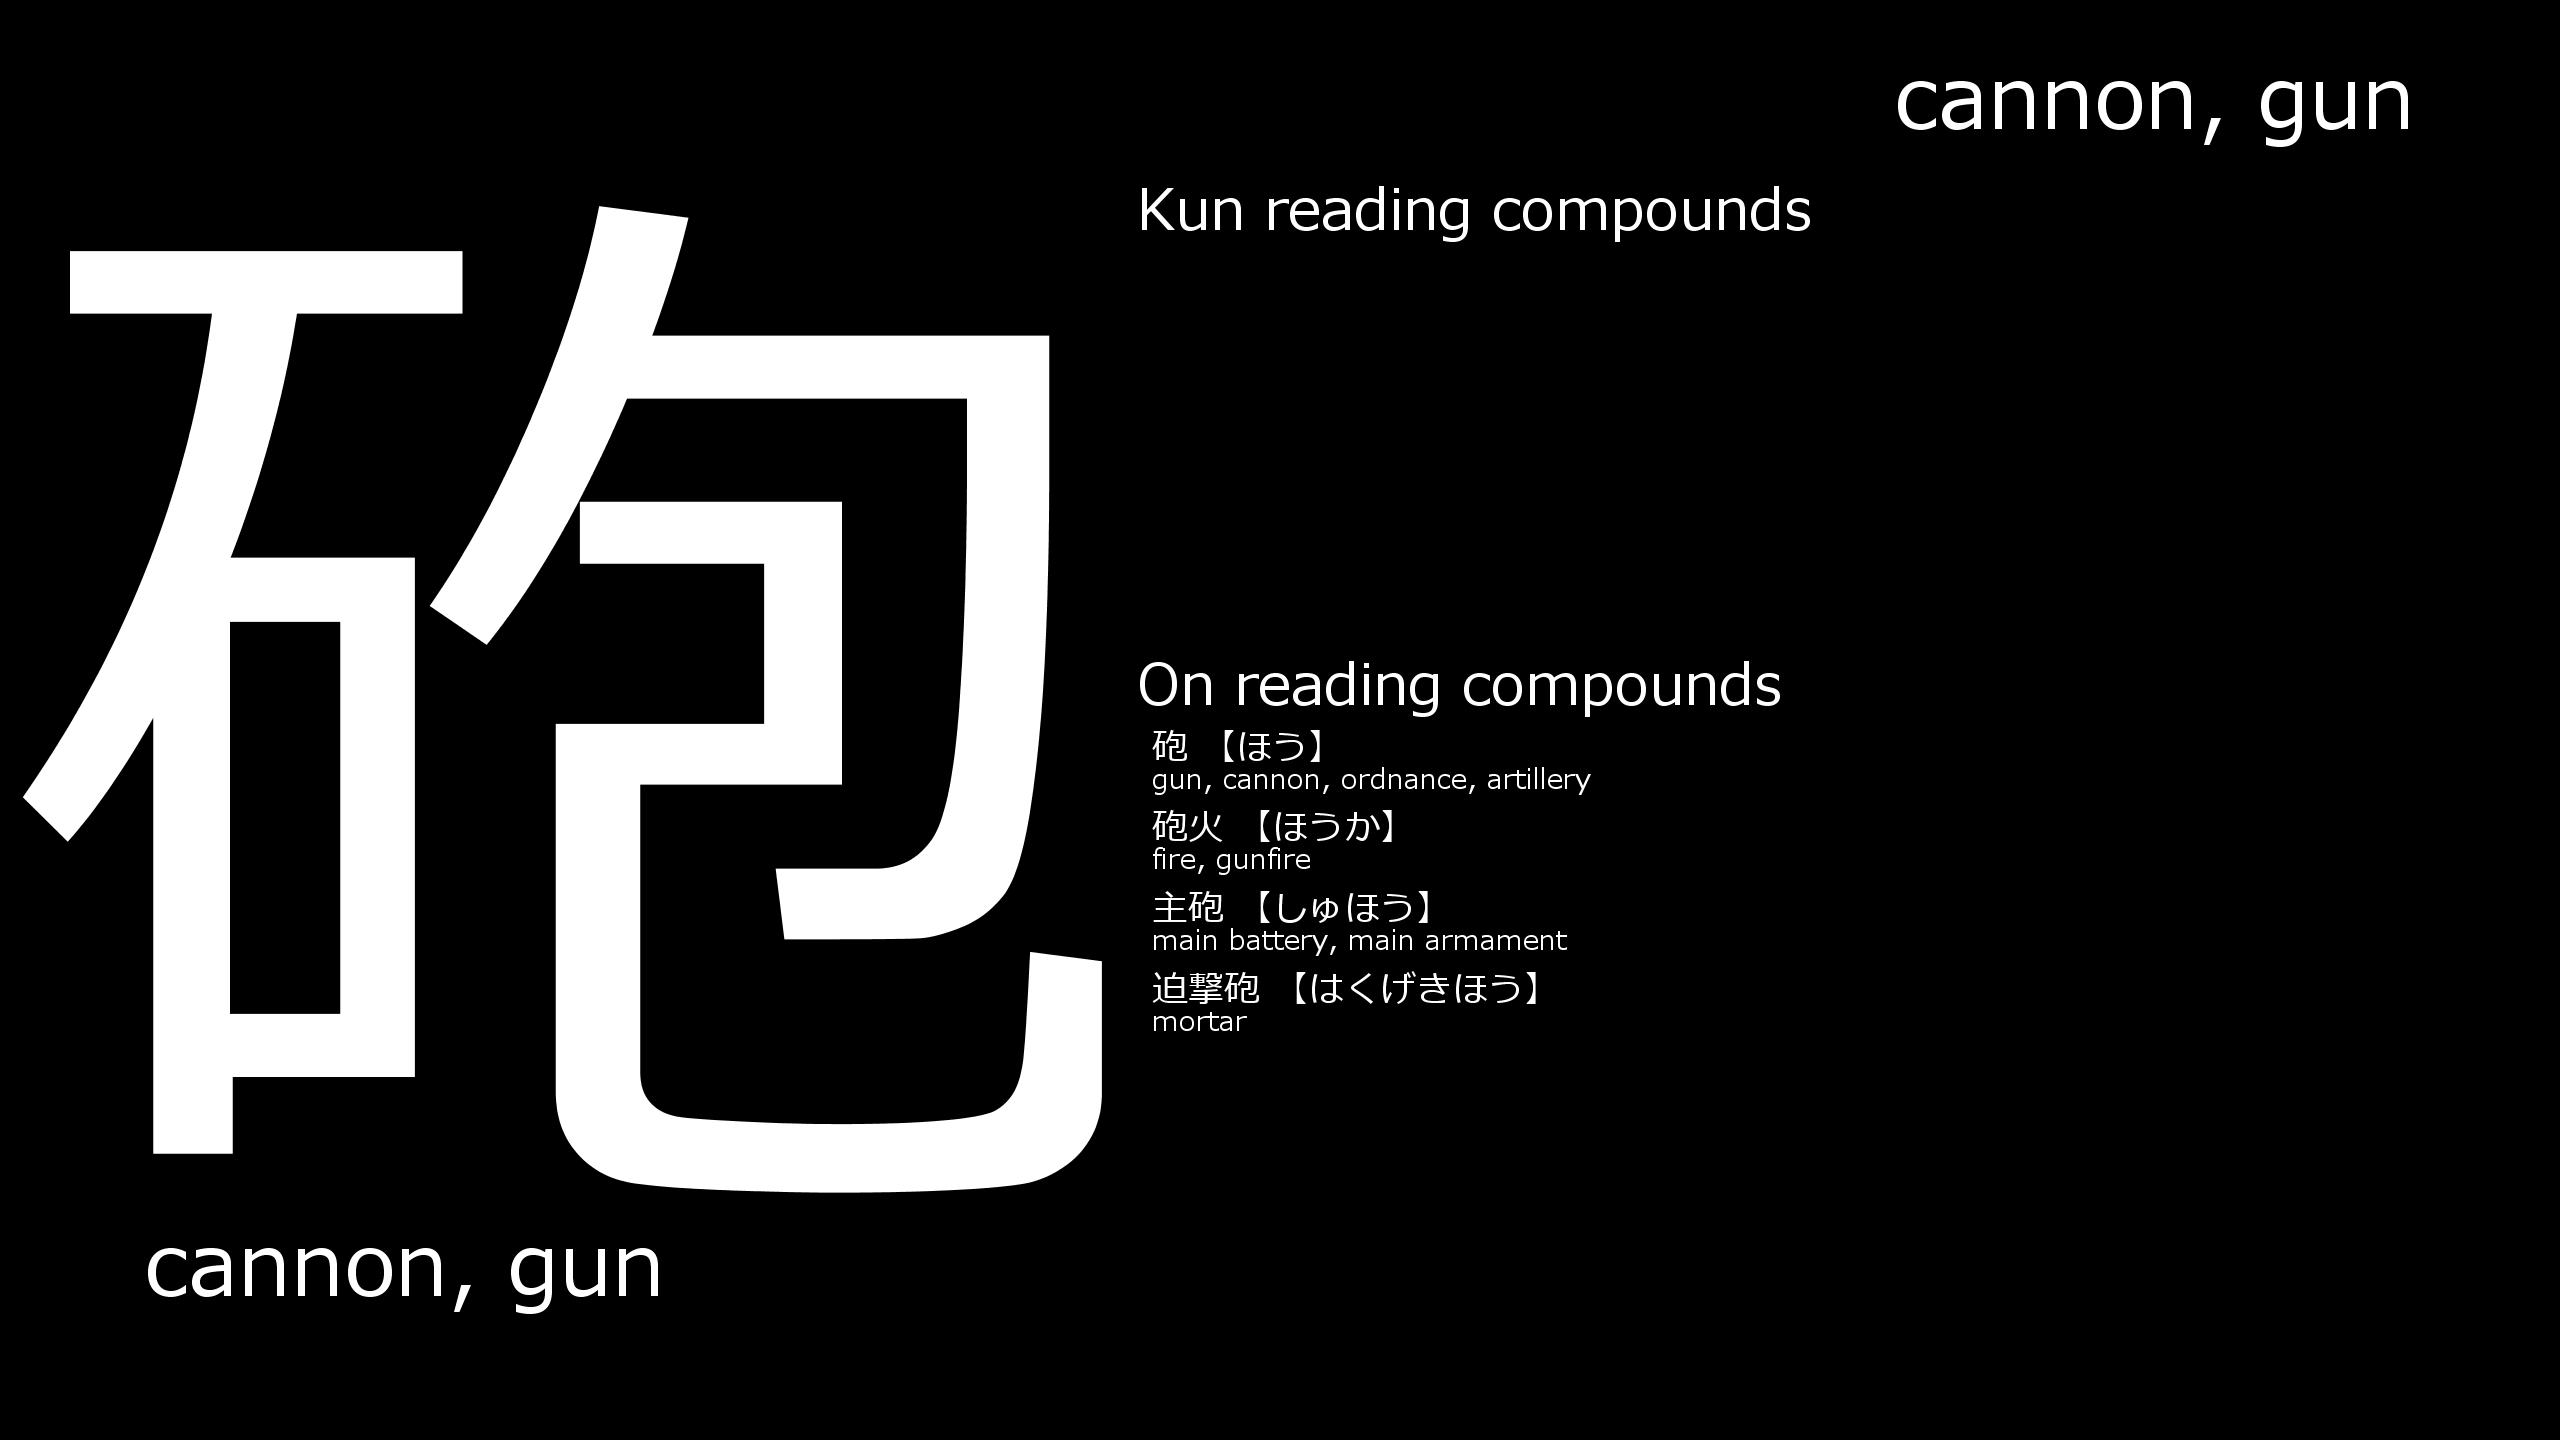 cannon, gun
Kun reading compounds
砲
On reading compounds
砲 【ほう】
gun, cannon, ordnance, artillery
砲火 【ほうか】
fire, gunfire
主砲 【しゅほう】
main battery, main armament
迫撃砲 【はくげきほう】
mortar
cannon, gun